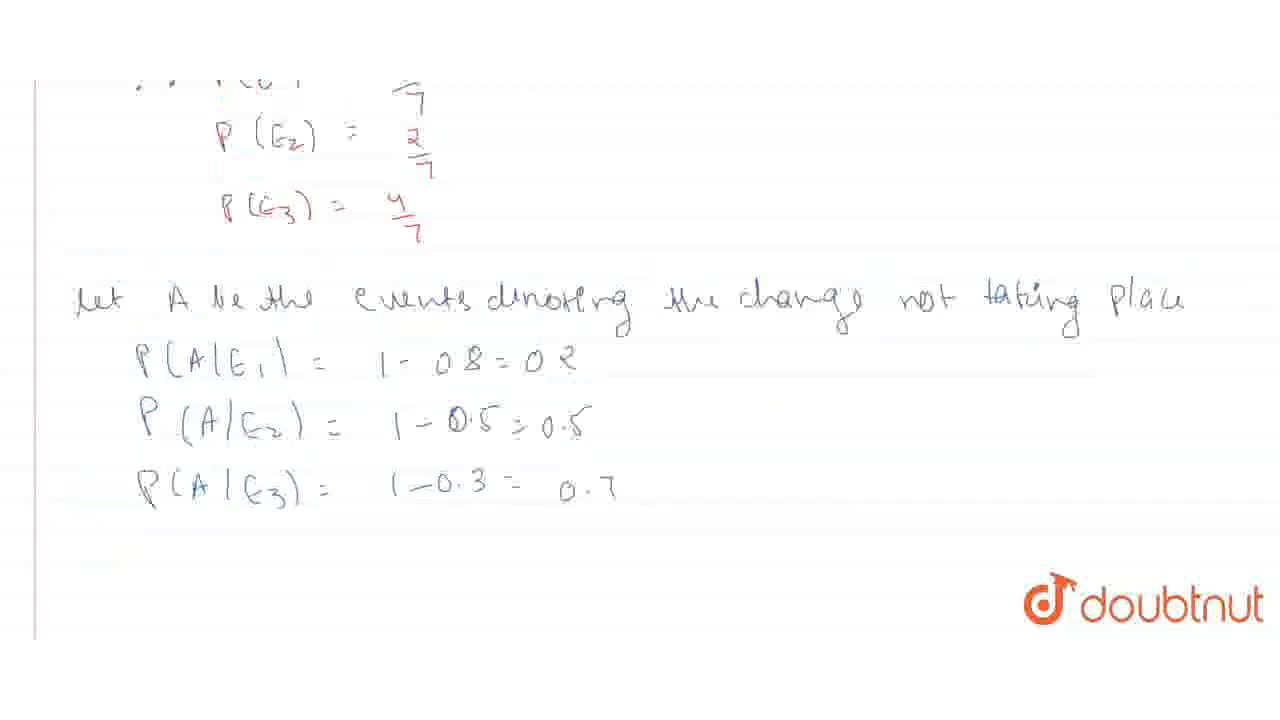 7
P (E2) = 2/7
P(E3) = 4/7
Let A be the events denoting the change not taking place
P(A|E1) = 1 - 0 8 = 0 2
P (A|E2) = 1 - 0.5 = 0.5
P(A|E3) = 1 - 0.3 = 0.7
doubtnut